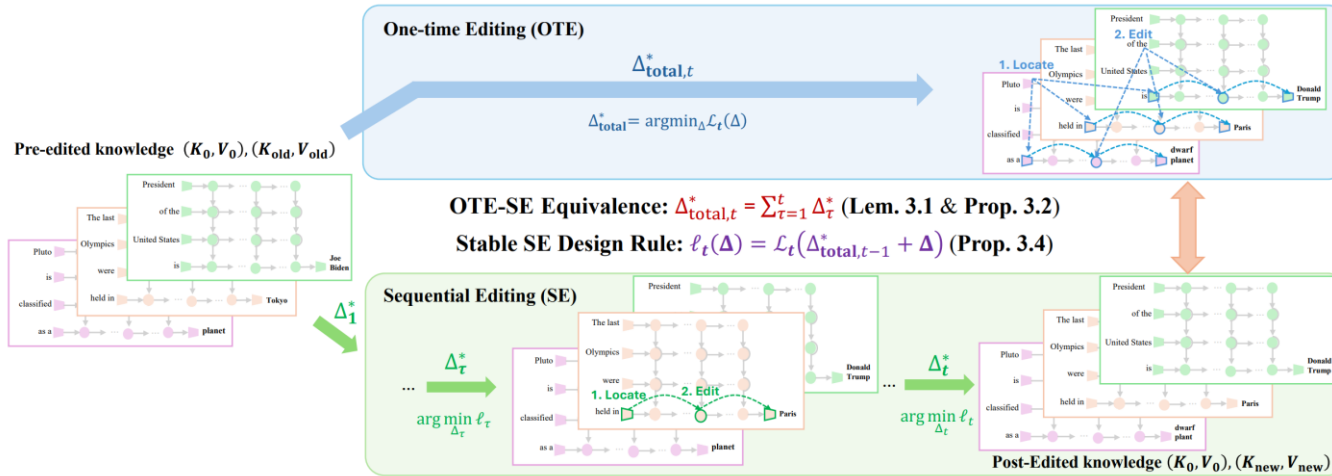 One-time Editing (OTE)
Δ*total,t
Δ*total = argminΔ ℒt(Δ)
1. Locate
2. Edit
President
of the
United States
is
Donald Trump
The last
Olympics
were
held in
Paris
Pluto
is
classified
as a
dwarf planet
Pre-edited knowledge (K0, V0), (Kold, Vold)
President
of the
United States
is
Joe Biden
The last
Olympics
were
held in
Tokyo
Pluto
is
classified
as a
planet
OTE-SE Equivalence: Δ*total,t = ∑tτ=1 Δ*τ (Lem. 3.1 & Prop. 3.2)
Stable SE Design Rule: ℓt(Δ) = ℒt(Δ*total,t−1 + Δ) (Prop. 3.4)
Sequential Editing (SE)
Δ*1
...
Δ*τ
arg min Δτ ℓτ
President
Donald Trump
The last
Olympics
were
held in
1. Locate
2. Edit
Paris
Pluto
is
classified
as a
planet
...
Δ*t
arg min Δt ℓt
President
of the
United States
is
Donald Trump
The last
Olympics
were
held in
Paris
Pluto
is
classified
as a
dwarf plant
Post-Edited knowledge (K0, V0), (Knew, Vnew)